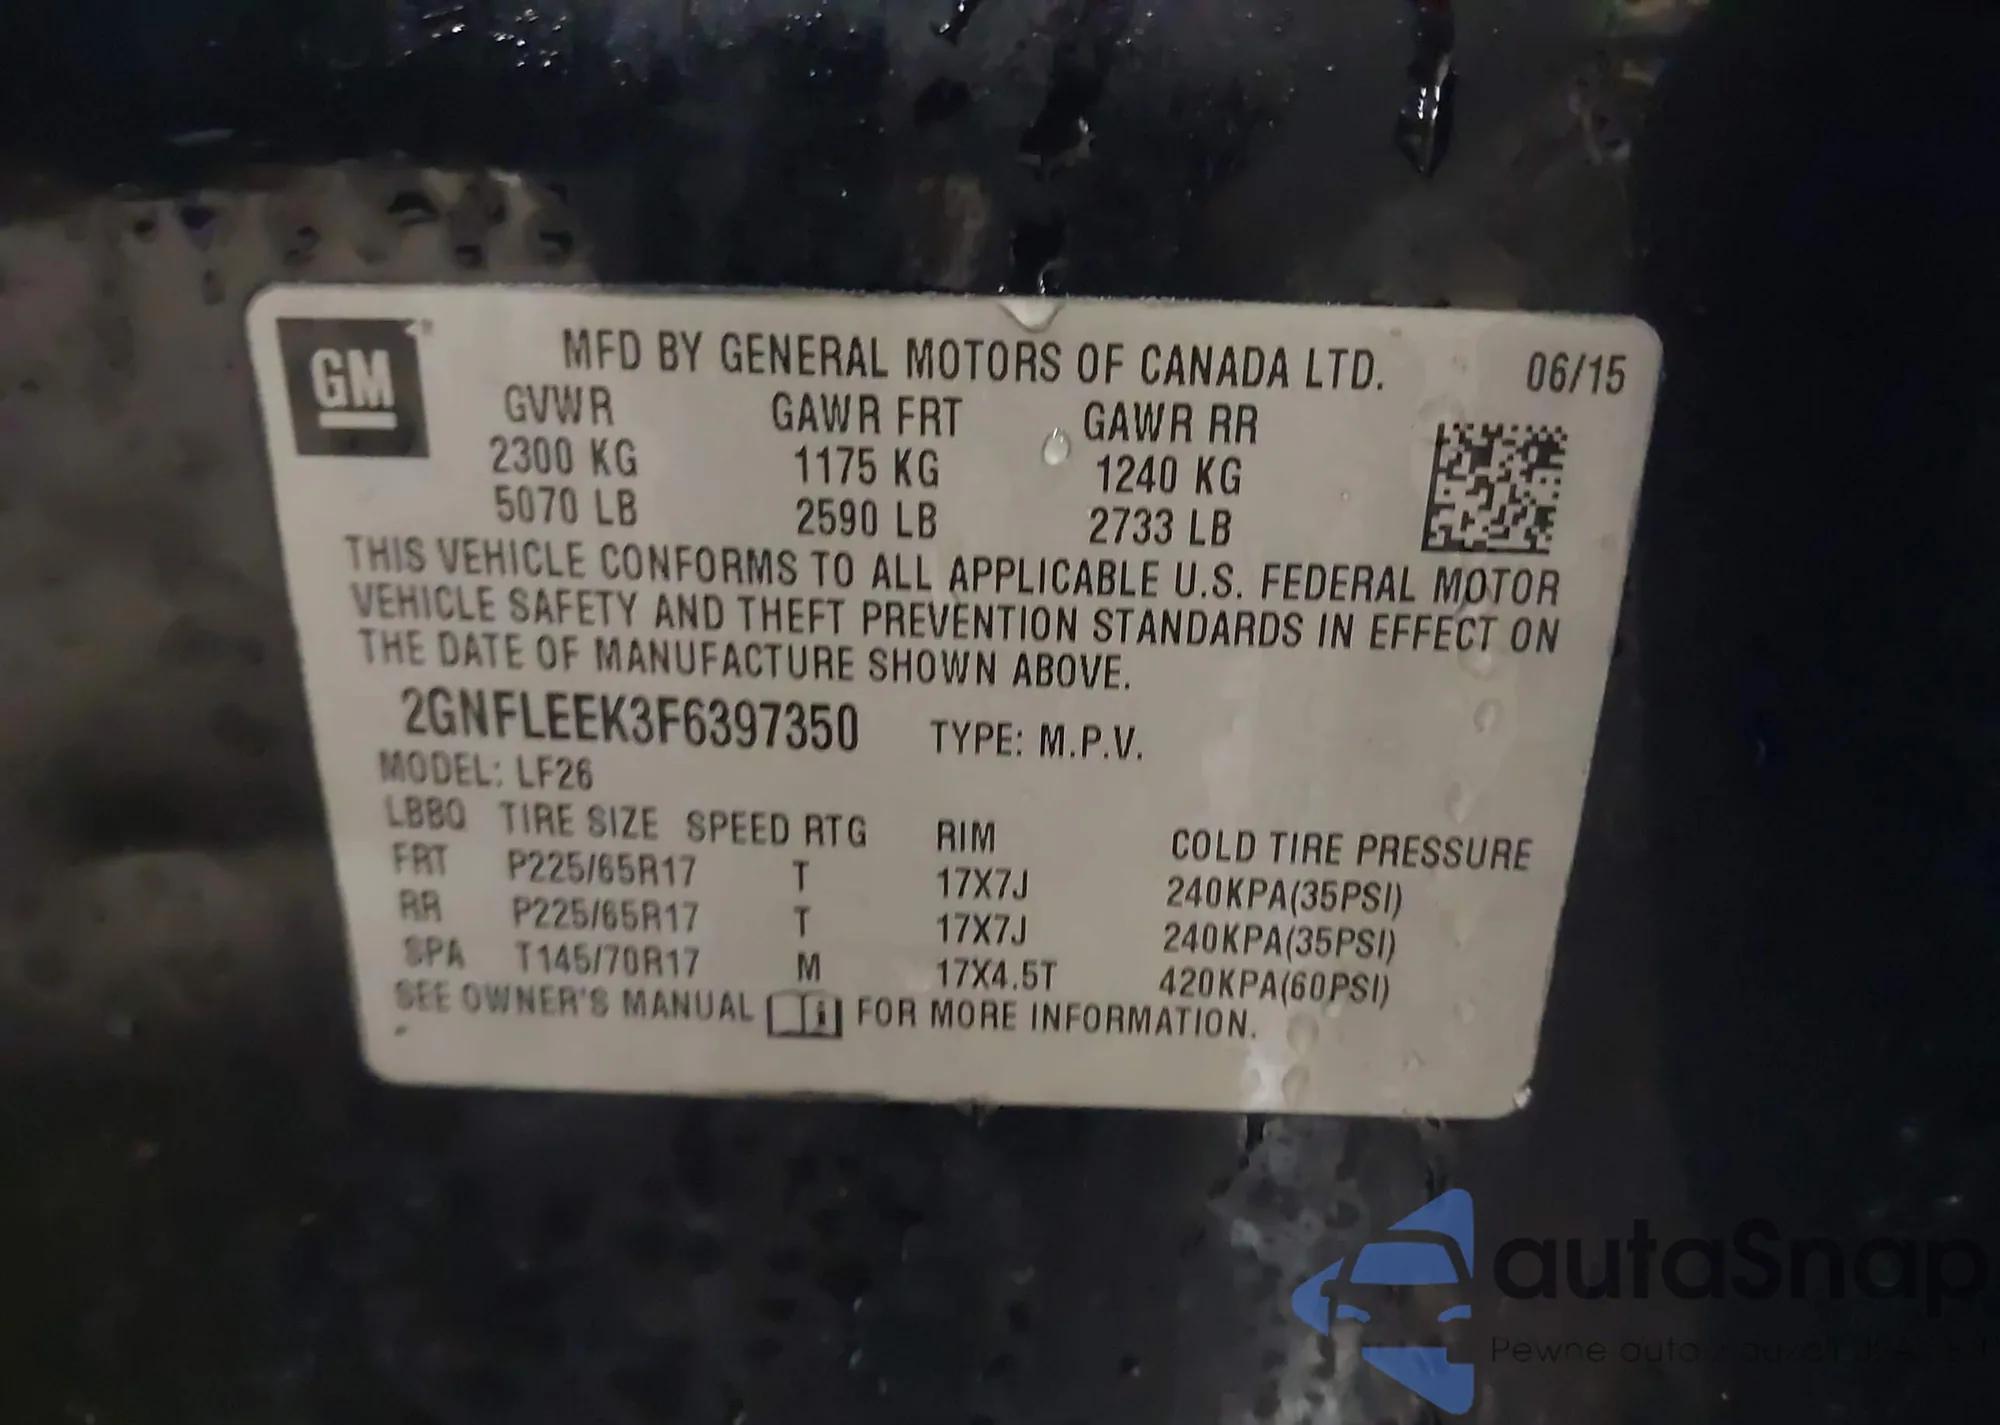 GM
MFD BY GENERAL MOTORS OF CANADA LTD. 06/15
GVWR GAWR FRT GAWR RR
2300 KG 1175 KG 1240 KG
5070 LB 2590 LB 2733 LB
THIS VEHICLE CONFORMS TO ALL APPLICABLE U.S. FEDERAL MOTOR
VEHICLE SAFETY AND THEFT PREVENTION STANDARDS IN EFFECT ON
THE DATE OF MANUFACTURE SHOWN ABOVE.
2GNFLEEK3F6397350 TYPE: M.P.V.
MODEL: LF26
LBBQ TIRE SIZE SPEED RTG RIM COLD TIRE PRESSURE
FRT P225/65R17 T 17X7J 240KPA(35PSI)
RR P225/65R17 T 17X7J 240KPA(35PSI)
SPA T145/70R17 M 17X4.5T 420KPA(60PSI)
SEE OWNER'S MANUAL FOR MORE INFORMATION.
autaSnap
Pewne auto z